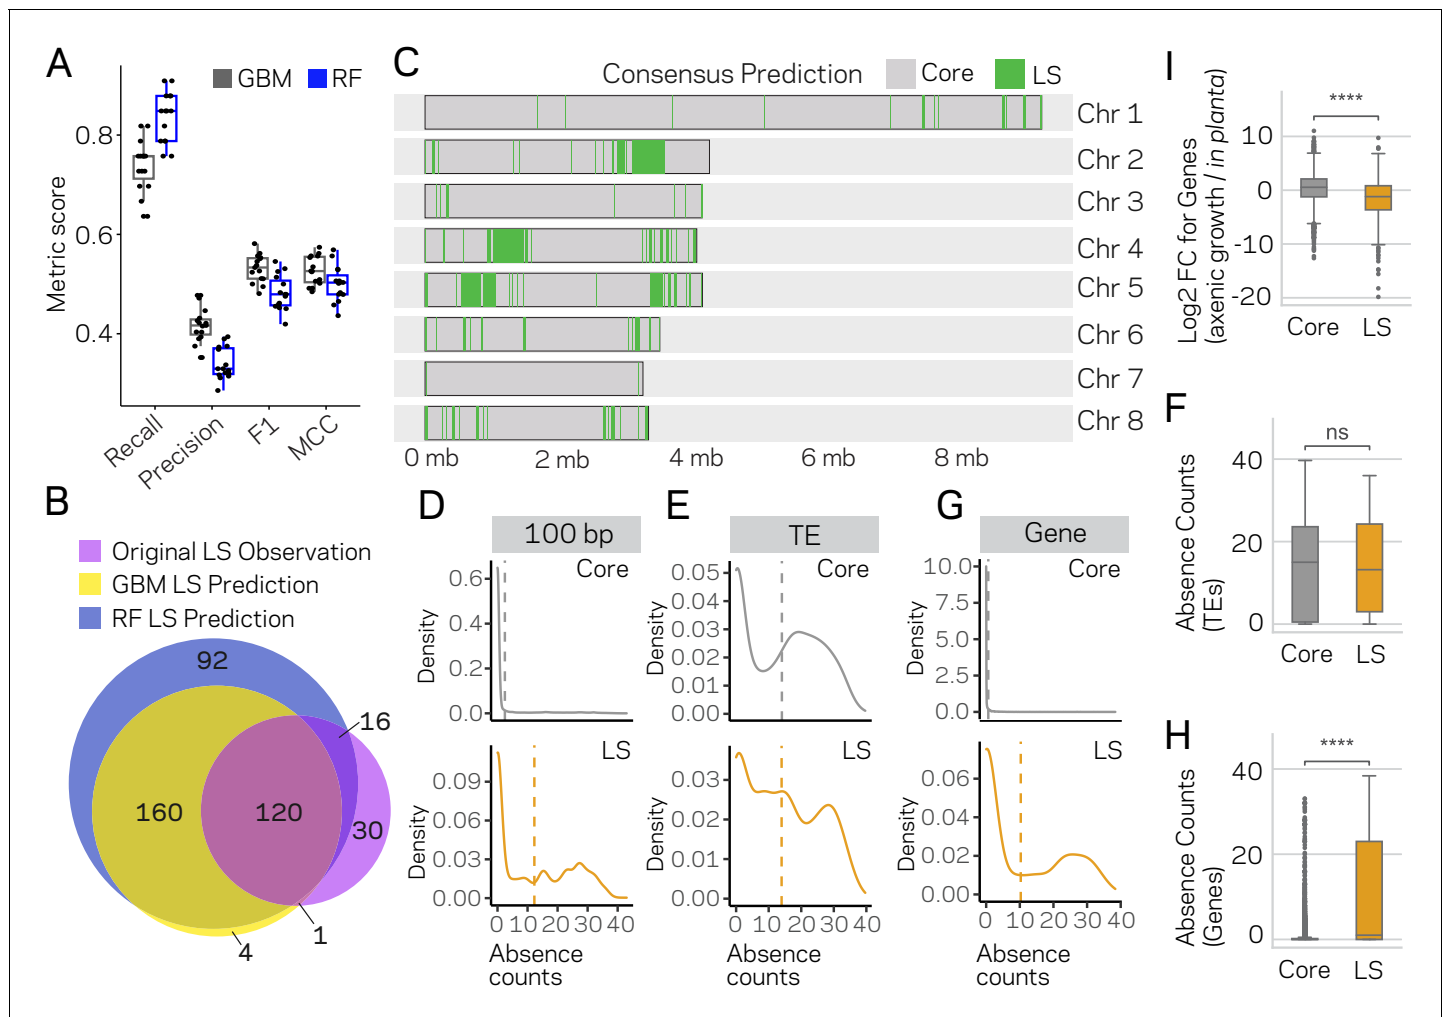 A
GBM RF
Metric score
0.8
0.6
0.4
Recall
Precision
F1
MCC
B
Original LS Observation
GBM LS Prediction
RF LS Prediction
92
16
160
120
30
1
4
C
Consensus Prediction Core LS
Chr 1
Chr 2
Chr 3
Chr 4
Chr 5
Chr 6
Chr 7
Chr 8
0 mb 2 mb 4 mb 6 mb 8 mb
D
100 bp
Core
Density
0.6
0.4
0.2
0.0
LS
Density
0.09
0.06
0.03
0.00
0 10 20 30 40
Absence
counts
E
TE
Core
Density
0.05
0.04
0.03
0.02
0.01
0.00
LS
Density
0.03
0.02
0.01
0.00
0 10 20 30 40
Absence
counts
G
Gene
Core
Density
10.0
7.5
5.0
2.5
0.0
LS
Density
0.06
0.04
0.02
0.00
0 10 20 30 40
Absence
counts
I
Log2 FC for Genes
(axenic growth / in planta)
****
10
0
-10
-20
Core LS
F
Absence Counts
(TEs)
ns
40
20
0
Core LS
H
Absence Counts
(Genes)
****
40
20
0
Core LS